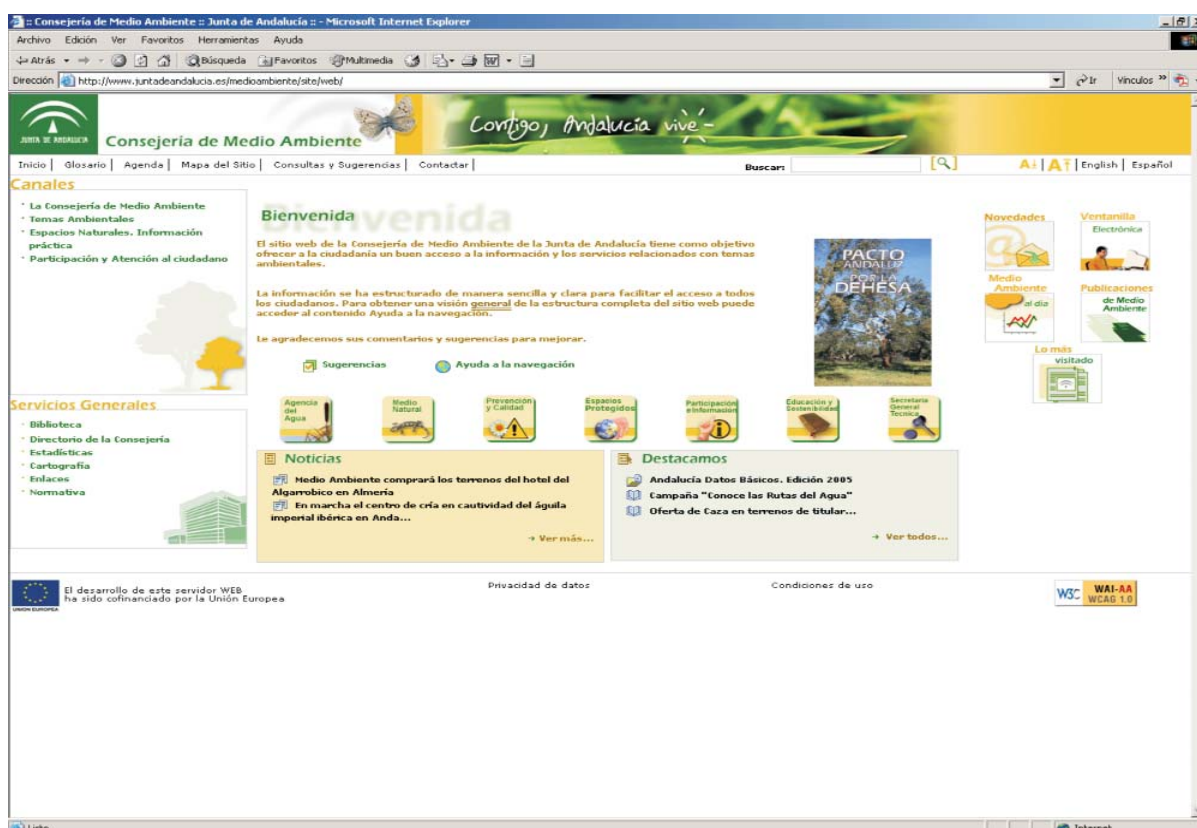 :: Consejería de Medio Ambiente :: Junta de Andalucía :: - Microsoft Internet Explorer
Archivo Edición Ver Favoritos Herramientas Ayuda
Atrás Búsqueda Favoritos Multimedia
Dirección http://www.juntadeandalucia.es/medioambiente/site/web/ Ir Vínculos »
JUNTA DE ANDALUCIA
Consejería de Medio Ambiente
Contigo, Andalucía vive
Inicio | Glosario | Agenda | Mapa del Sitio | Consultas y Sugerencias | Contactar |
Buscar:
A A English | Español
Canales
La Consejería de Medio Ambiente
Temas Ambientales
Espacios Naturales. Información
práctica
Participación y Atención al ciudadano
Bienvenida
El sitio web de la Consejería de Medio Ambiente de la Junta de Andalucía tiene como objetivo
ofrecer a la ciudadanía un buen acceso a la información y los servicios relacionados con temas
ambientales.
La información se ha estructurado de manera sencilla y clara para facilitar el acceso a todos
los ciudadanos. Para obtener una visión general de la estructura completa del sitio web puede
acceder al contenido Ayuda a la navegación.
Le agradecemos sus comentarios y sugerencias para mejorar.
Sugerencias
Ayuda a la navegación
PACTO
ANDALUZ
POR LA
DEHESA
Novedades
Ventanilla
Electrónica
Medio
Ambiente
al día
Publicaciones
de Medio
Ambiente
Lo más
visitado
Servicios Generales
Biblioteca
Directorio de la Consejería
Estadísticas
Cartografía
Enlaces
Normativa
Agencia
del
Agua
Medio
Natural
Prevención
y Calidad
Espacios
Protegidos
Participación
e Información
Educación y
Sostenibilidad
Secretaría
General
Técnica
Noticias
Medio Ambiente comprará los terrenos del hotel del
Algarrobico en Almería
En marcha el centro de cría en cautividad del águila
imperial ibérica en Anda...
Ver más...
Destacamos
Andalucía Datos Básicos. Edición 2005
Campaña "Conoce las Rutas del Agua"
Oferta de Caza en terrenos de titular...
Ver todos...
UNION EUROPEA
El desarrollo de este servidor WEB
ha sido cofinanciado por la Unión Europea
Privacidad de datos
Condiciones de uso
W3C WAI-AA
WCAG 1.0
Listo
Internet